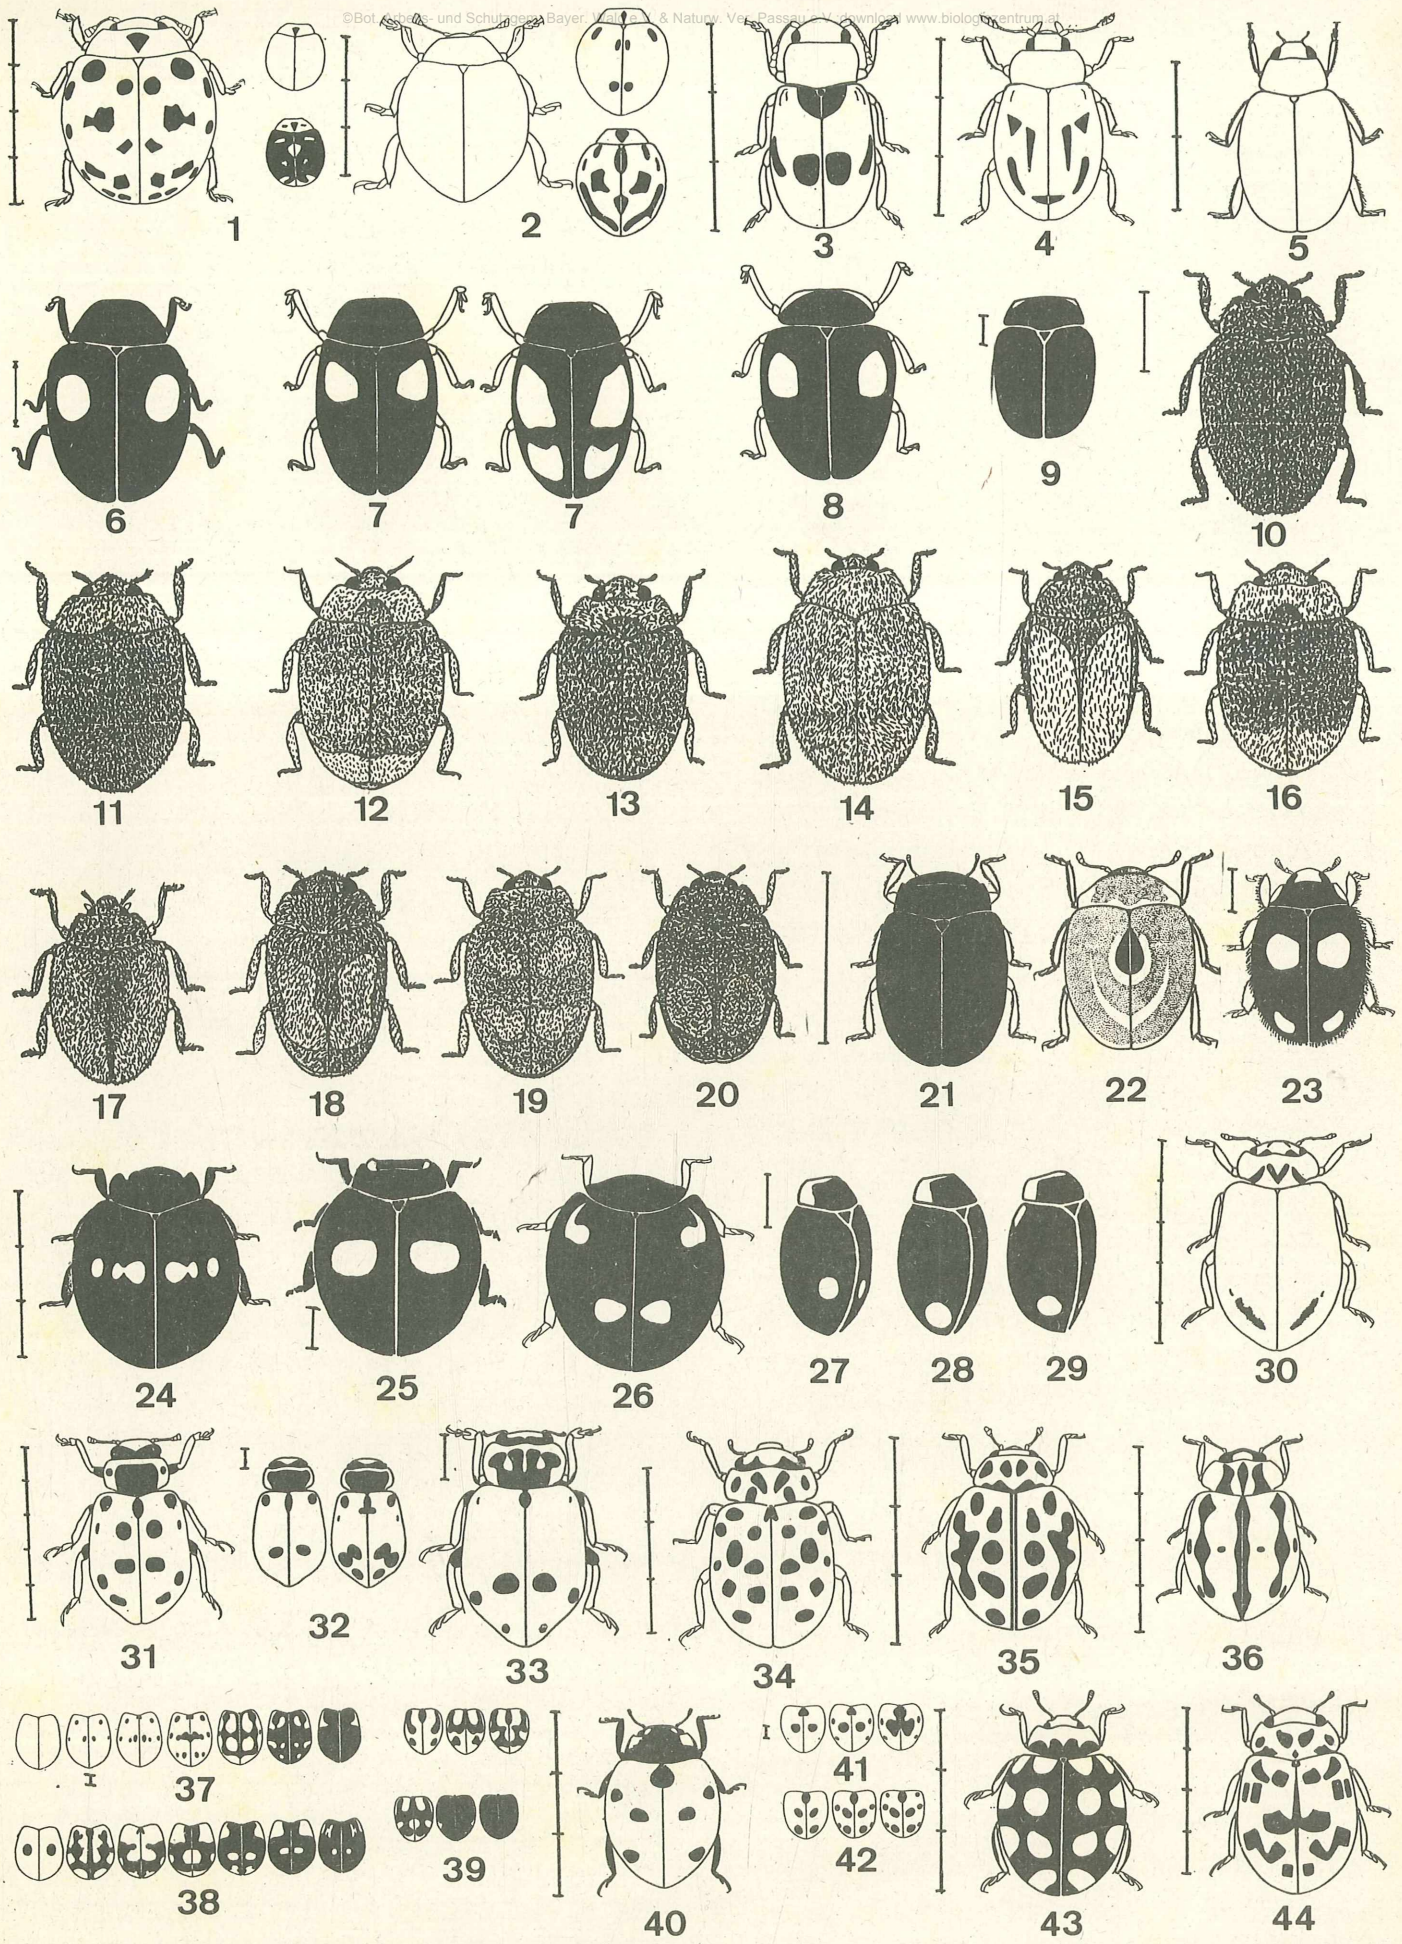 ©Bot. Arbeits- und Schutzgem. Bayer. Wald e.V. & Naturw. Ver. Passau e.V.;download www.biologiezentrum.at
1 2 3 4 5
6 7 7 8 9 10
11 12 13 14 15 16
17 18 19 20 21 22 23
24 25 26 27 28 29 30
31 32 33 34 35 36
37 41
38 39 42
40 43 44